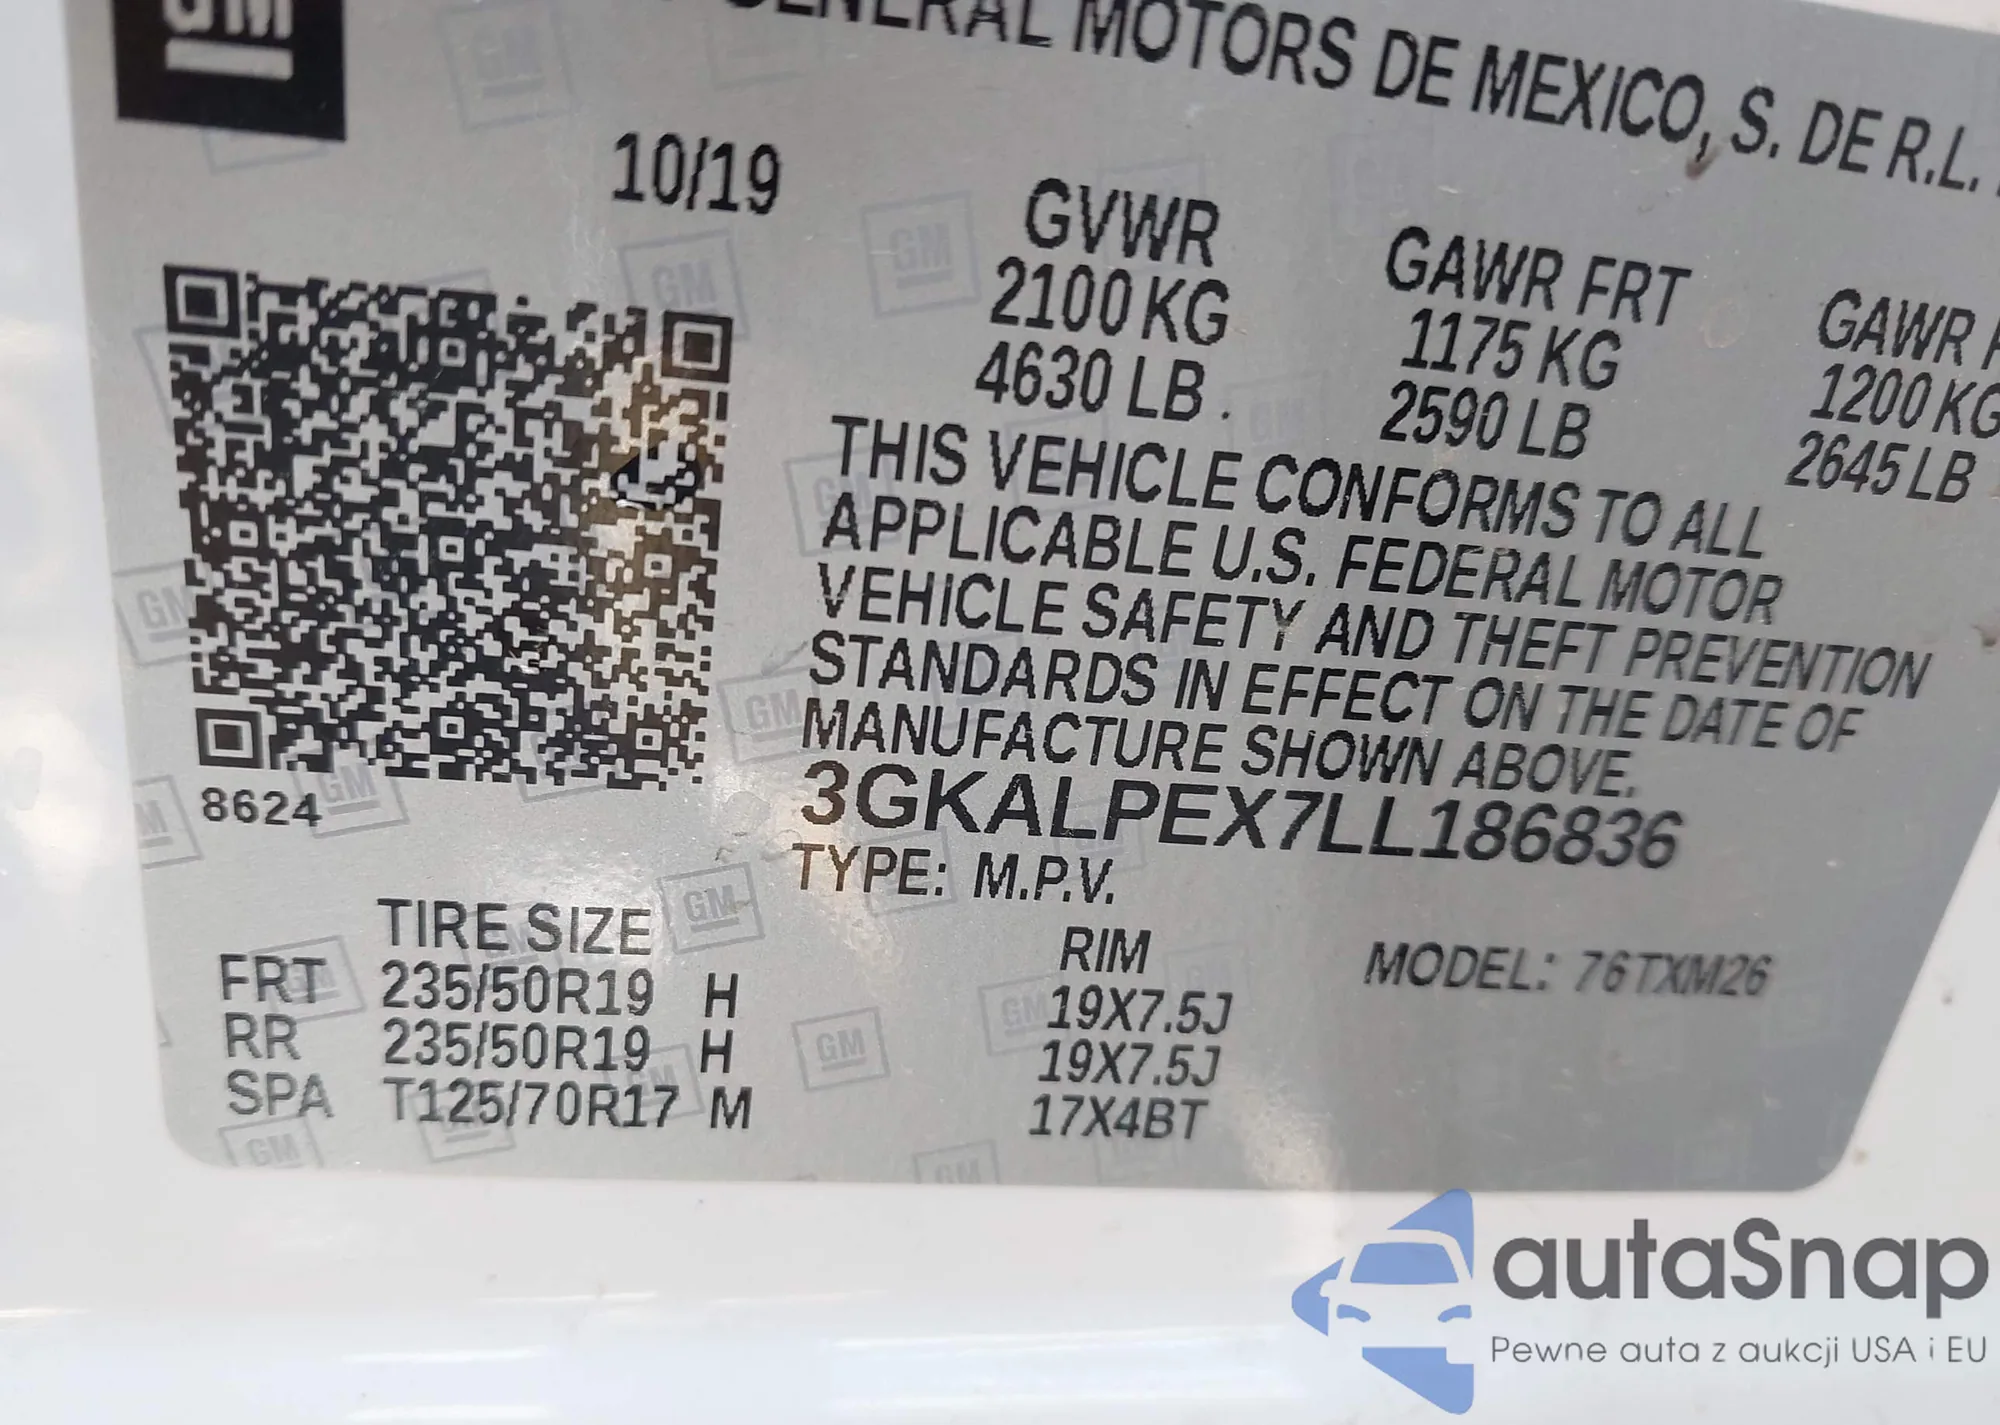 GM
GENERAL MOTORS DE MEXICO, S. DE R.L.
10/19
GVWR GAWR FRT GAWR
2100 KG 1175 KG 1200 KG
4630 LB . 2590 LB 2645 LB
THIS VEHICLE CONFORMS TO ALL
APPLICABLE U.S. FEDERAL MOTOR
VEHICLE SAFETY AND THEFT PREVENTION
STANDARDS IN EFFECT ON THE DATE OF
MANUFACTURE SHOWN ABOVE.
3GKALPEX7LL186836
8624
TYPE: M.P.V.
TIRE SIZE RIM MODEL: 76TXM26
FRT 235/50R19 H 19X7.5J
RR 235/50R19 H 19X7.5J
SPA T125/70R17 M 17X4BT
autaSnap
Pewne auta z aukcji USA i EU